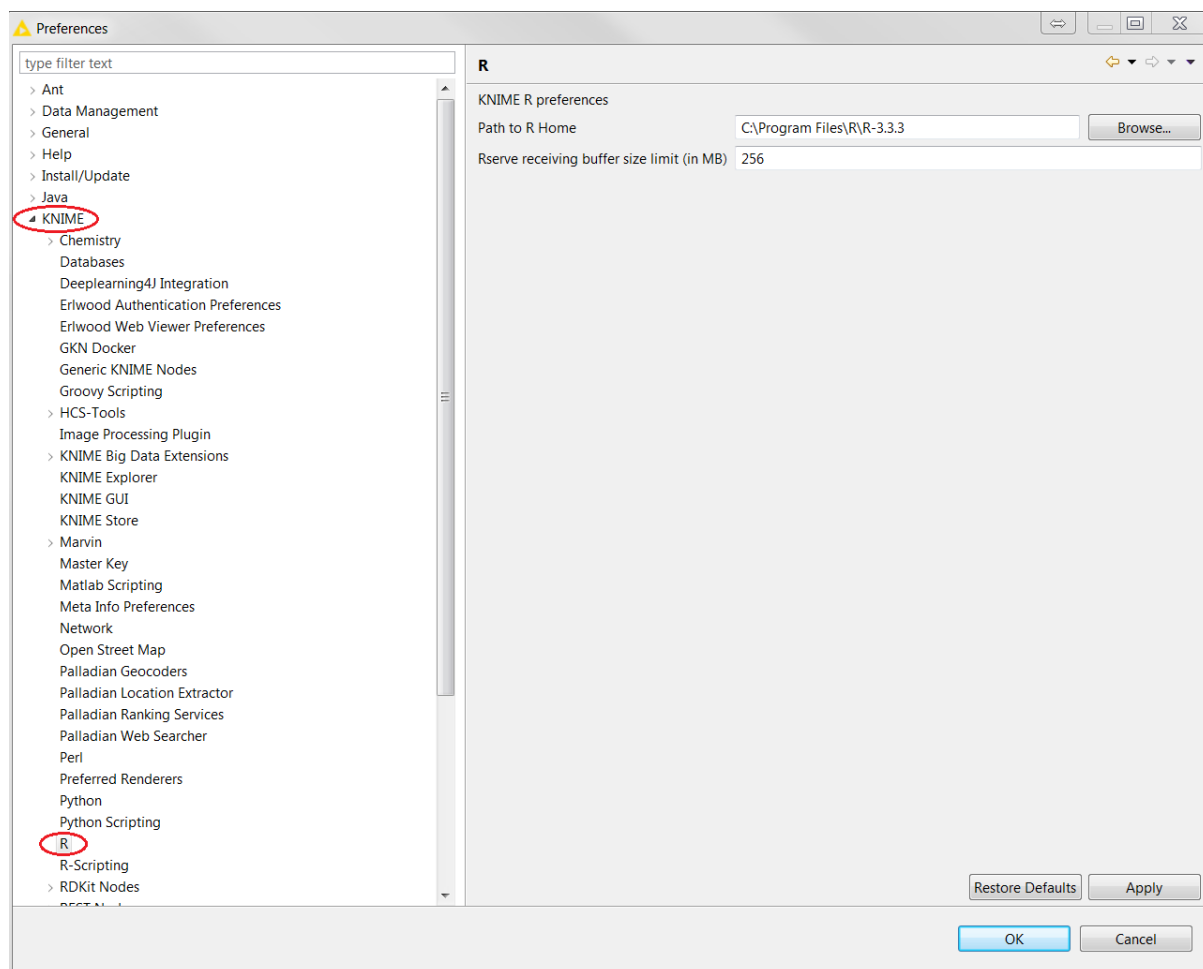 Preferences
type filter text
Ant
Data Management
General
Help
Install/Update
Java
KNIME
Chemistry
Databases
Deeplearning4J Integration
Erlwood Authentication Preferences
Erlwood Web Viewer Preferences
GKN Docker
Generic KNIME Nodes
Groovy Scripting
HCS-Tools
Image Processing Plugin
KNIME Big Data Extensions
KNIME Explorer
KNIME GUI
KNIME Store
Marvin
Master Key
Matlab Scripting
Meta Info Preferences
Network
Open Street Map
Palladian Geocoders
Palladian Location Extractor
Palladian Ranking Services
Palladian Web Searcher
Perl
Preferred Renderers
Python
Python Scripting
R
R-Scripting
RDKit Nodes
R
KNIME R preferences
Path to R Home C:\Program Files\R\R-3.3.3 Browse...
Rserve receiving buffer size limit (in MB) 256
Restore Defaults Apply
OK Cancel